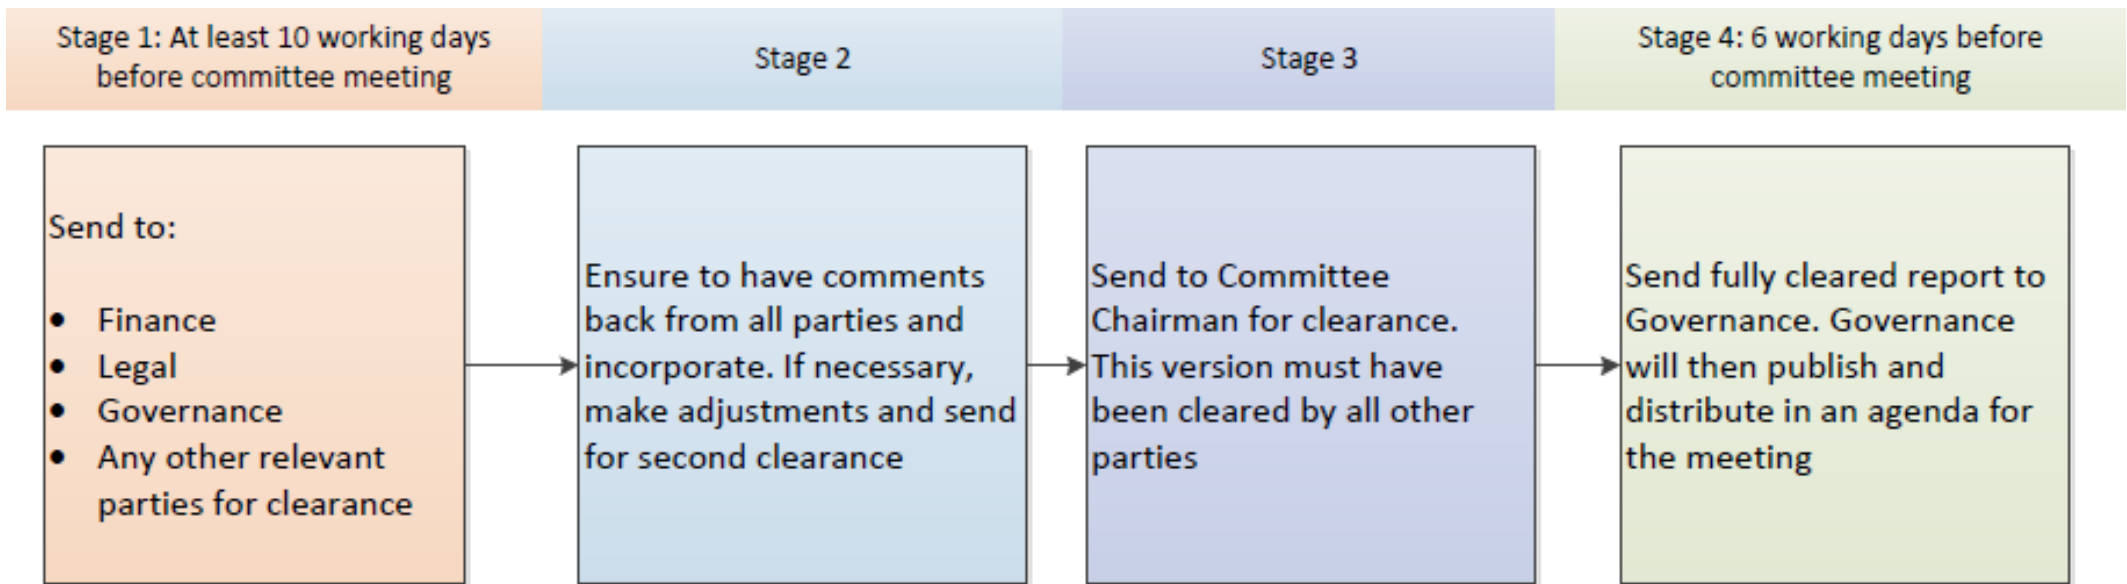 Stage 1: At least 10 working days
before committee meeting
Stage 2
Stage 3
Stage 4: 6 working days before
committee meeting
Send to:
• Finance
• Legal
• Governance
• Any other relevant
parties for clearance
Ensure to have comments
back from all parties and
incorporate. If necessary,
make adjustments and send
for second clearance
Send to Committee
Chairman for clearance.
This version must have
been cleared by all other
parties
Send fully cleared report to
Governance. Governance
will then publish and
distribute in an agenda for
the meeting